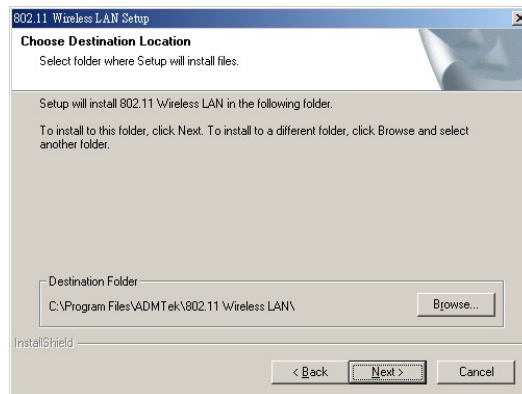 802.11 Wireless LAN Setup
Choose Destination Location
Select folder where Setup will install files.
Setup will install 802.11 Wireless LAN in the following folder.
To install to this folder, click Next. To install to a different folder, click Browse and select
another folder.
Destination Folder
C:\Program Files\ADMTek\802.11 Wireless LAN\
Browse...
InstallShield
< Back
Next >
Cancel